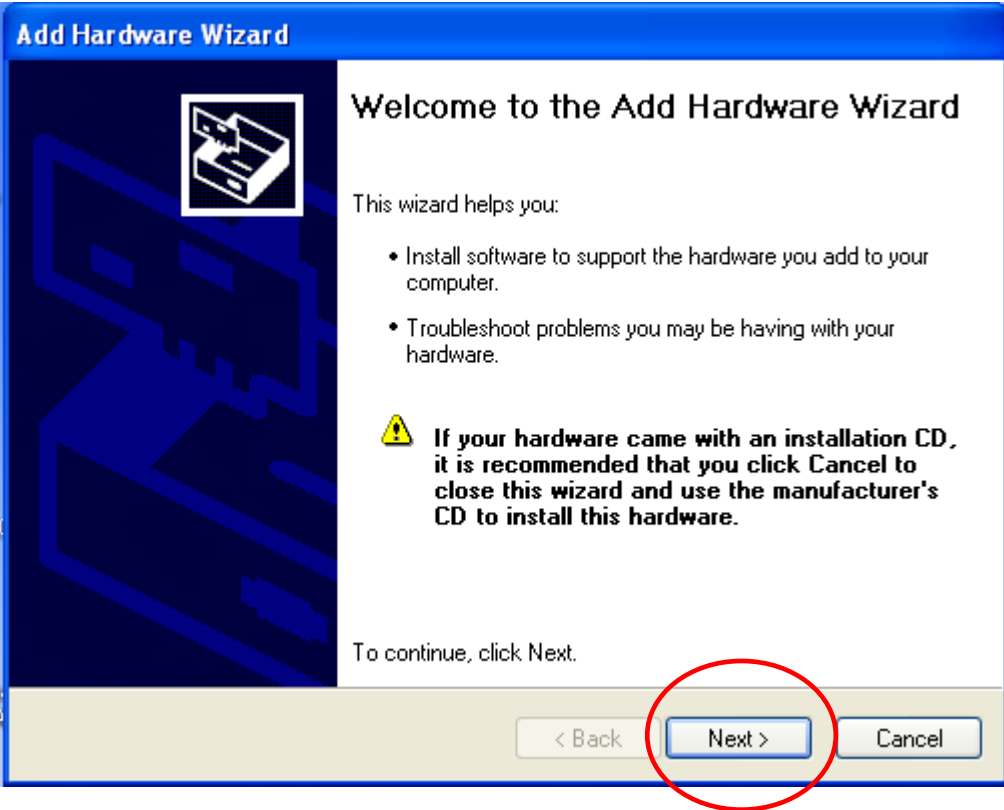 Add Hardware Wizard
Welcome to the Add Hardware Wizard
This wizard helps you:
• Install software to support the hardware you add to your
computer.
• Troubleshoot problems you may be having with your
hardware.
If your hardware came with an installation CD,
it is recommended that you click Cancel to
close this wizard and use the manufacturer's
CD to install this hardware.
To continue, click Next.
< Back Next > Cancel